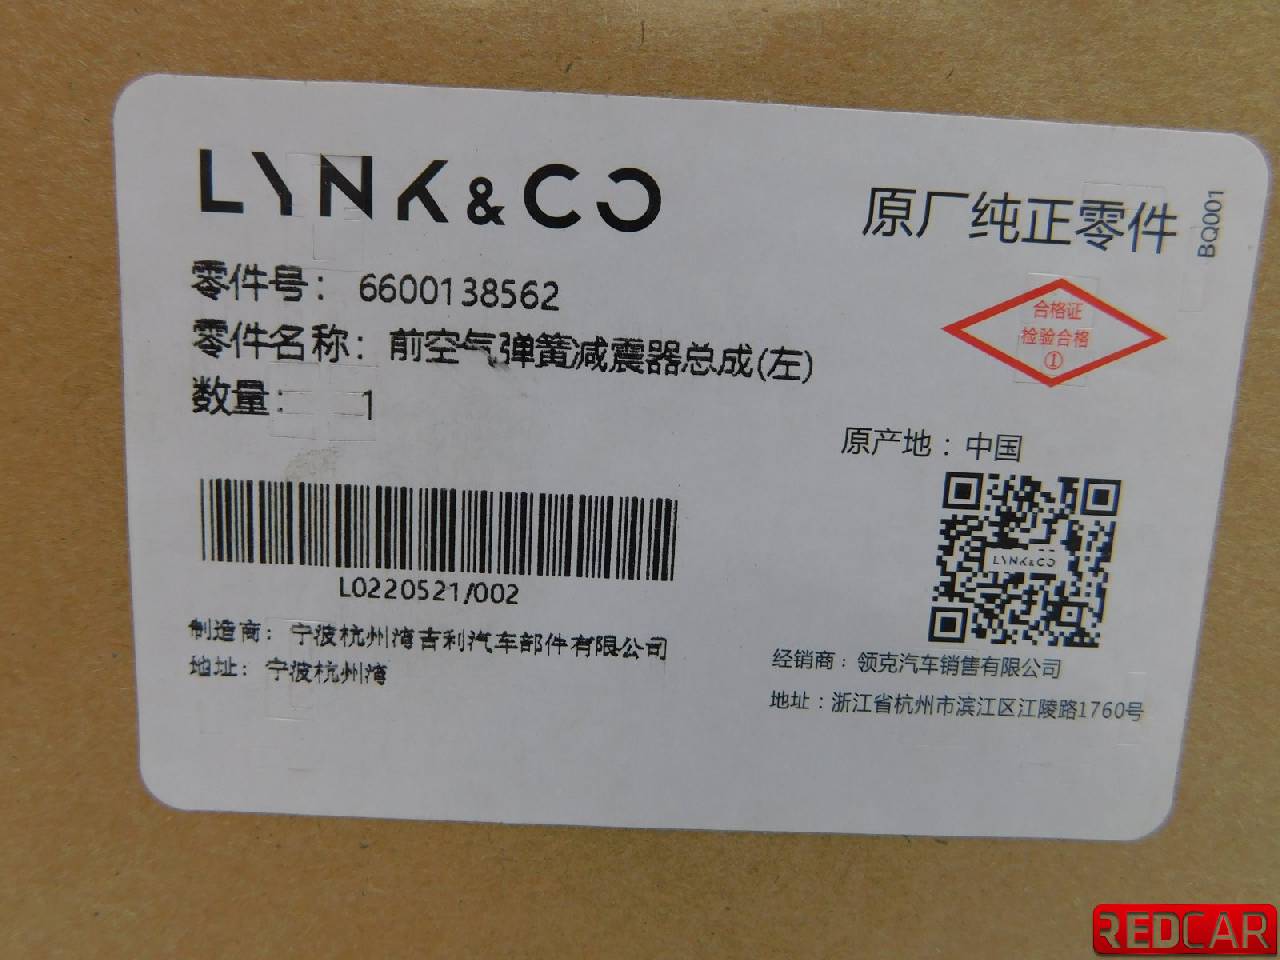 LYNK&CO
原厂纯正零件
BQ001
零件号： 6600138562
零件名称：前空气弹簧减震器总成(左)
数量： 1
合格证
检验合格
①
原产地：中国
LYNK&CO
L0220521/002
制造商：宁波杭州湾吉利汽车部件有限公司
地址：宁波杭州湾
经销商：领克汽车销售有限公司
地址：浙江省杭州市滨江区江陵路1760号
REDCAR